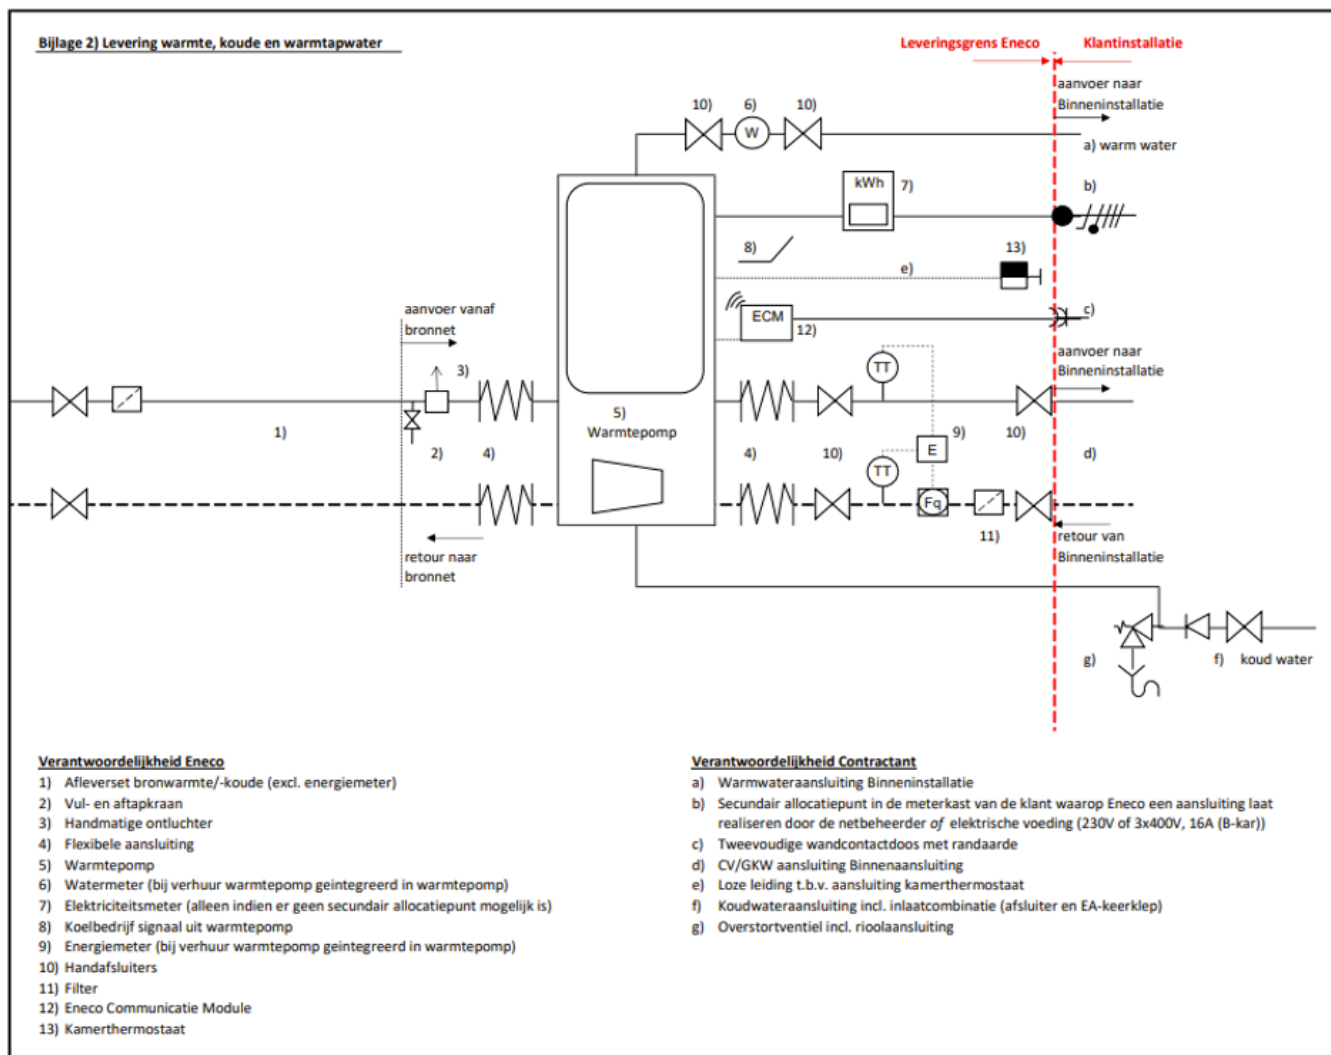 Bijlage 2) Levering warmte, koude en warmtapwater
Leveringsgrens Eneco
Klantinstallatie
aanvoer naar
Binneninstallatie
10)
6)
10)
W
a) warm water
kWh
7)
b)
8)
13)
e)
aanvoer vanaf
bronnet
ECM
12)
c)
aanvoer naar
Binneninstallatie
3)
TT
5)
Warmtepomp
1)
2)
4)
4)
10)
E
9)
10)
d)
TT
Fq
11)
retour naar
bronnet
retour van
Binneninstallatie
g)
f)
koud water
Verantwoordelijkheid Eneco
1) Afleverset bronwarmte/-koude (excl. energiemeter)
2) Vul- en aftapkraan
3) Handmatige ontluchter
4) Flexibele aansluiting
5) Warmtepomp
6) Watermeter (bij verhuur warmtepomp geintegreerd in warmtepomp)
7) Elektriciteitsmeter (alleen indien er geen secundair allocatiepunt mogelijk is)
8) Koelbedrijf signaal uit warmtepomp
9) Energiemeter (bij verhuur warmtepomp geintegreerd in warmtepomp)
10) Handafsluiters
11) Filter
12) Eneco Communicatie Module
13) Kamerthermostaat
Verantwoordelijkheid Contractant
a) Warmwateraansluiting Binneninstallatie
b) Secundair allocatiepunt in de meterkast van de klant waarop Eneco een aansluiting laat
realiseren door de netbeheerder of elektrische voeding (230V of 3x400V, 16A (B-kar))
c) Tweevoudige wandcontactdoos met randaarde
d) CV/GKW aansluiting Binnenaansluiting
e) Loze leiding t.b.v. aansluiting kamerthermostaat
f) Koudwateraansluiting incl. inlaatcombinatie (afsluiter en EA-keerklep)
g) Overstortventiel incl. rioolaansluiting